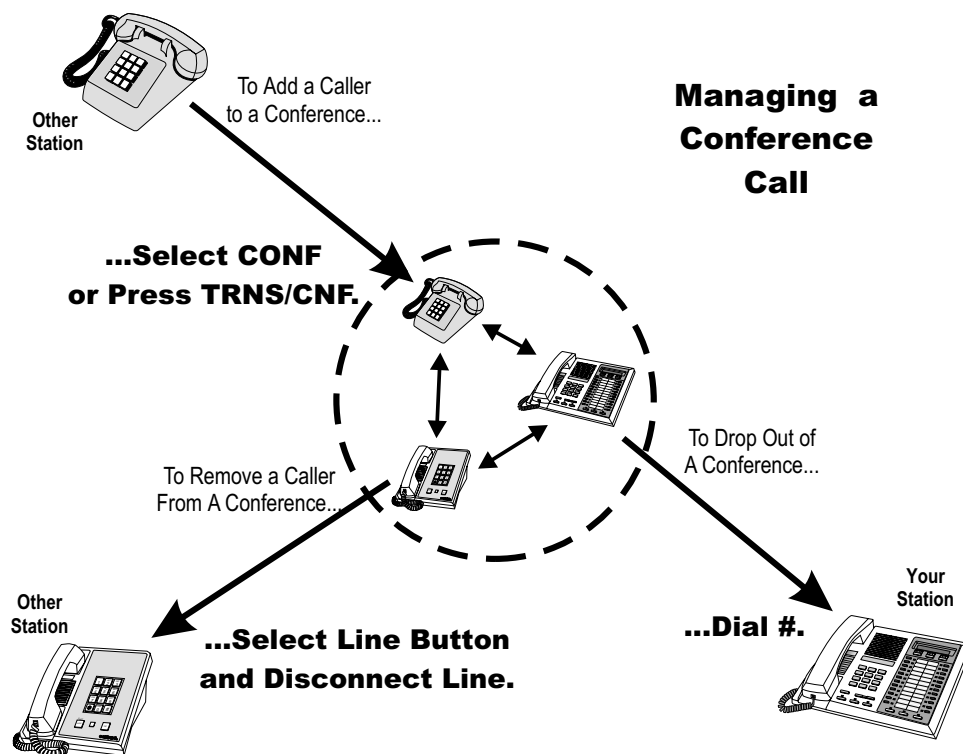 To Add a Caller
to a Conference...
Other
Station
Managing a
Conference
Call
...Select CONF
or Press TRNS/CNF.
To Drop Out of
A Conference...
To Remove a Caller
From A Conference...
Other
Station
...Select Line Button
and Disconnect Line.
...Dial #.
Your
Station